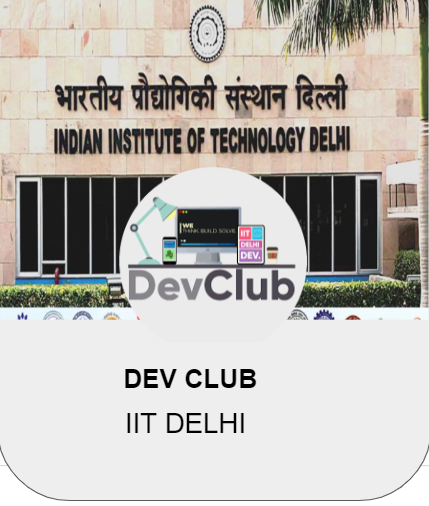 भारतीय प्रौद्योगिकी संस्थान दिल्ली
INDIAN INSTITUTE OF TECHNOLOGY DELHI
WE
THINK. BUILD. SOLVE.
IIT
DELHI
DEV.
DevClub
DEV CLUB
IIT DELHI